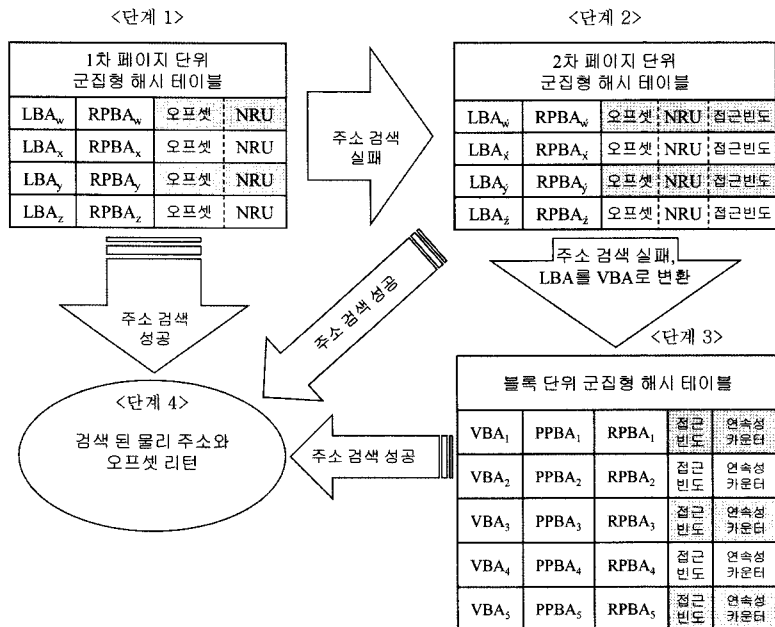 <단계 1>
1차 페이지 단위
군집형 해시 테이블
LBAw RPBAw 오프셋 NRU
LBAx RPBAx 오프셋 NRU
LBAy RPBAy 오프셋 NRU
LBAz RPBAz 오프셋 NRU
주소 검색
실패
<단계 2>
2차 페이지 단위
군집형 해시 테이블
LBAẇ RPBAẇ 오프셋 NRU 접근빈도
LBAẋ RPBAẋ 오프셋 NRU 접근빈도
LBAẏ RPBAẏ 오프셋 NRU 접근빈도
LBAż RPBAż 오프셋 NRU 접근빈도
주소 검색
성공
주소 검색 성공
주소 검색 실패,
LBA를 VBA로 변환
<단계 3>
블록 단위 군집형 해시 테이블
VBA₁ PPBA₁ RPBA₁ 접근 빈도 연속성 카운터
VBA₂ PPBA₂ RPBA₂ 접근 빈도 연속성 카운터
VBA₃ PPBA₃ RPBA₃ 접근 빈도 연속성 카운터
VBA₄ PPBA₄ RPBA₄ 접근 빈도 연속성 카운터
VBA₅ PPBA₅ RPBA₅ 접근 빈도 연속성 카운터
주소 검색 성공
<단계 4>
검색 된 물리 주소와
오프셋 리턴